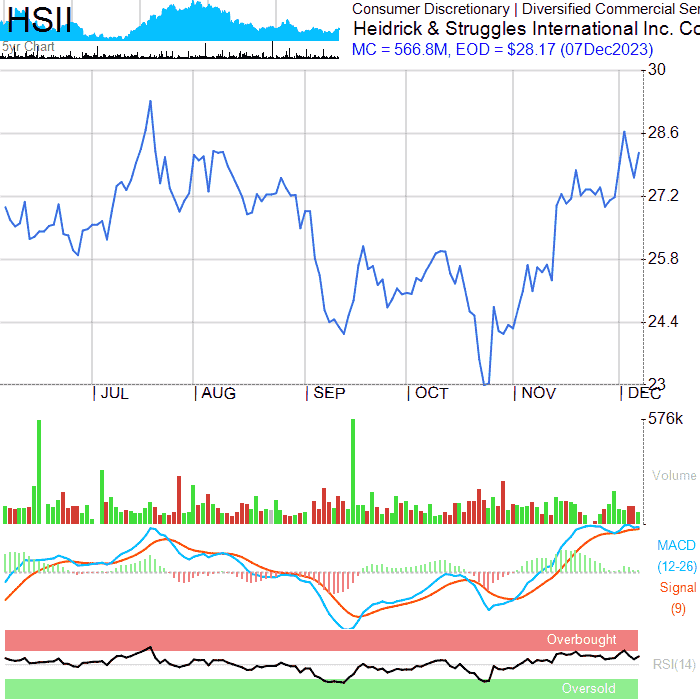 HSII
5yr Chart
Consumer Discretionary | Diversified Commercial Ser
Heidrick & Struggles International Inc. Co
MC = 566.8M, EOD = $28.17 (07Dec2023)
30
28.6
27.2
25.8
24.4
23
JUL AUG SEP OCT NOV DEC
576k
Volume
MACD
(12-26)
Signal
(9)
Overbought
RSI(14)
Oversold